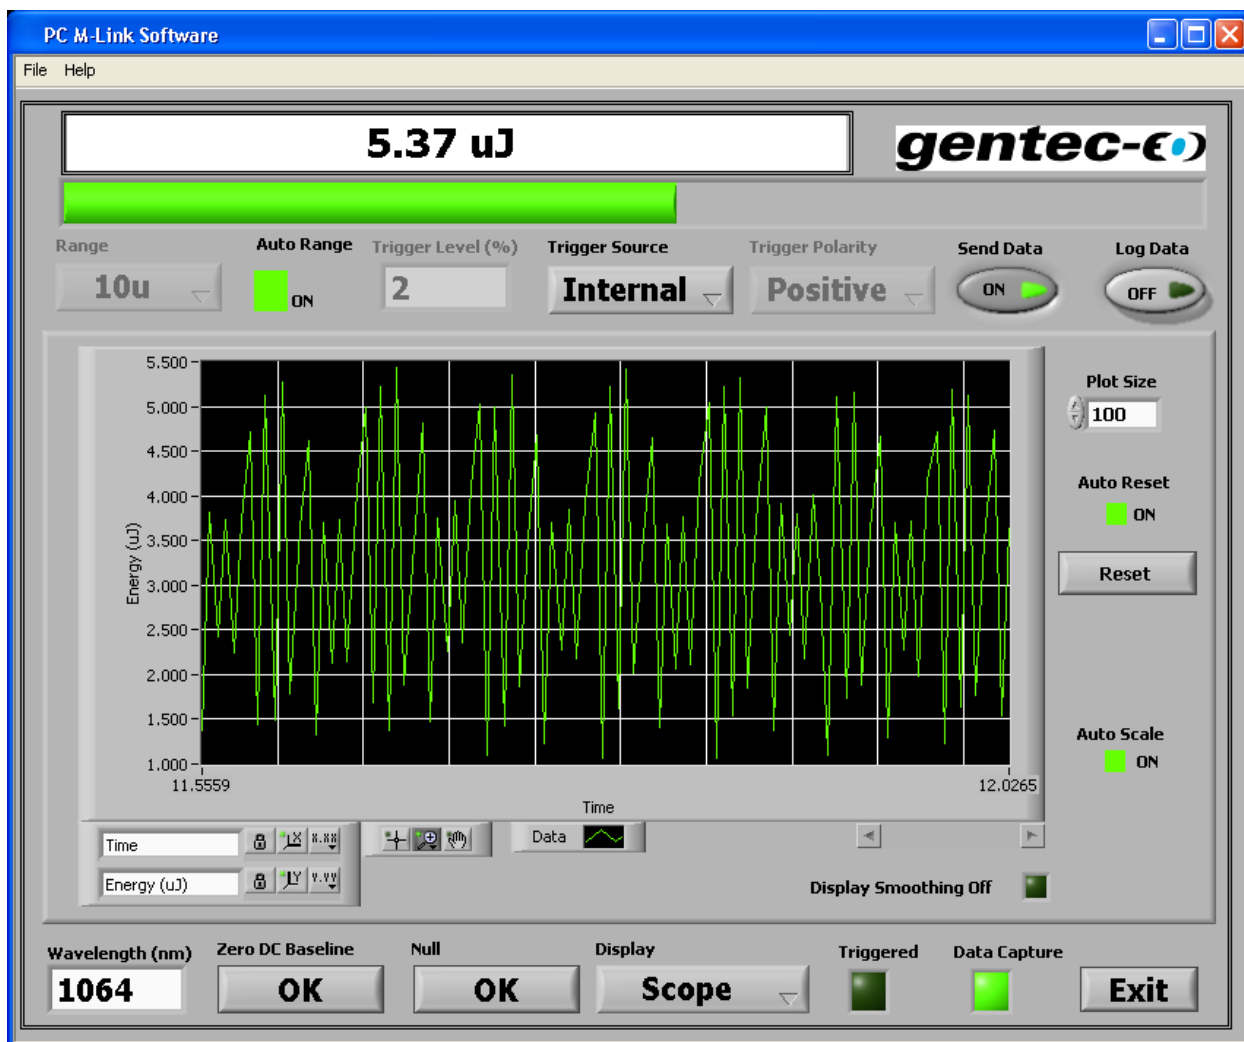 PC M-Link Software
File Help
5.37 uJ
gentec-EO
Range Auto Range Trigger Level (%) Trigger Source Trigger Polarity Send Data Log Data
10u ON 2 Internal Positive ON OFF
5.500
5.000
4.500
4.000
3.500
3.000
2.500
2.000
1.500
1.000
Energy (uJ)
11.5559 12.0265
Time
Plot Size
100
Auto Reset
ON
Reset
Auto Scale
ON
Time X X.XX
Energy (uJ) Y Y.YY
Data
Display Smoothing Off
Wavelength (nm) Zero DC Baseline Null Display Triggered Data Capture
1064 OK OK Scope Exit